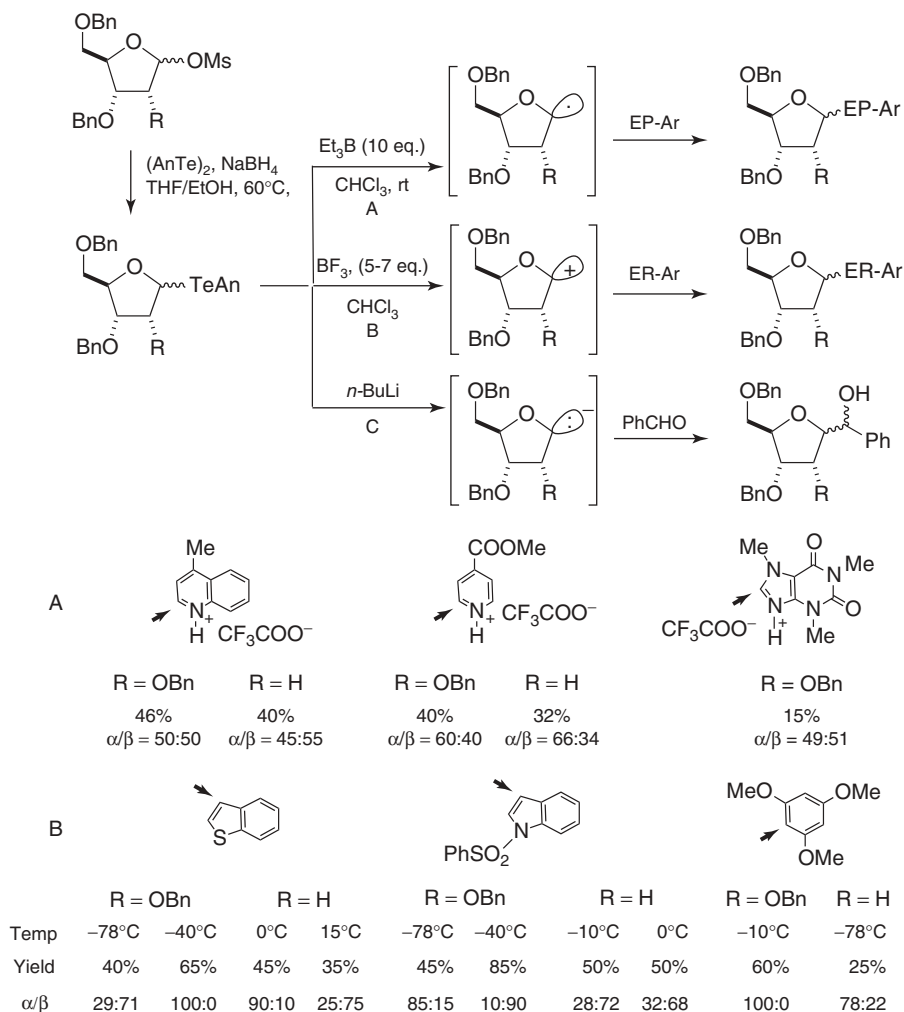 OBn
O
OMs
BnO
R
(AnTe)₂, NaBH₄
THF/EtOH, 60°C,
OBn
O
TeAn
BnO
R
Et₃B (10 eq.)
CHCl₃, rt
A
OBn
O
·
BnO
R
EP-Ar
OBn
O
EP-Ar
BnO
R
BF₃, (5-7 eq.)
CHCl₃
B
OBn
O
+
BnO
R
ER-Ar
OBn
O
ER-Ar
BnO
R
n-BuLi
C
OBn
O
:−
BnO
R
PhCHO
OBn
OH
O
Ph
BnO
R
A
Me
N+
H
CF₃COO−
COOMe
N+
H
CF₃COO−
Me
O
N
N
Me
N
N
O
H
+
Me
CF₃COO−
R = OBn R = H R = OBn R = H R = OBn
46% 40% 40% 32% 15%
α/β = 50:50 α/β = 45:55 α/β = 60:40 α/β = 66:34 α/β = 49:51
B
S
N
PhSO₂
MeO
OMe
OMe
R = OBn R = H R = OBn R = H R = OBn R = H
Temp −78°C −40°C 0°C 15°C −78°C −40°C −10°C 0°C −10°C −78°C
Yield 40% 65% 45% 35% 45% 85% 50% 50% 60% 25%
α/β 29:71 100:0 90:10 25:75 85:15 10:90 28:72 32:68 100:0 78:22